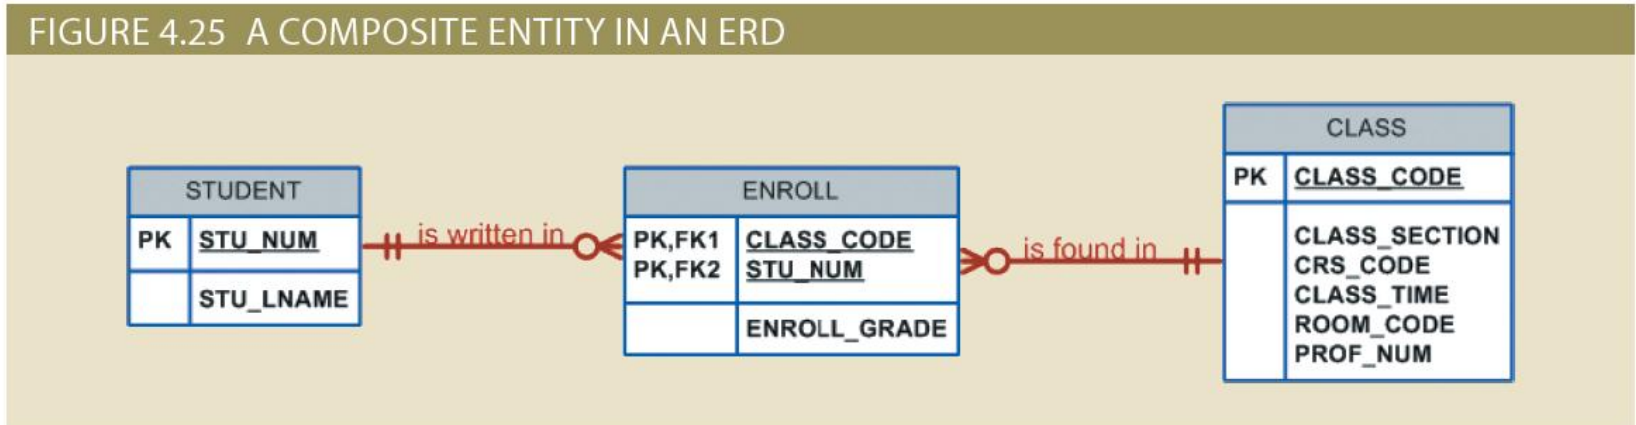 FIGURE 4.25 A COMPOSITE ENTITY IN AN ERD
STUDENT
PK STU_NUM
STU_LNAME
is written in
ENROLL
PK,FK1 CLASS_CODE
PK,FK2 STU_NUM
ENROLL_GRADE
is found in
CLASS
PK CLASS_CODE
CLASS_SECTION
CRS_CODE
CLASS_TIME
ROOM_CODE
PROF_NUM